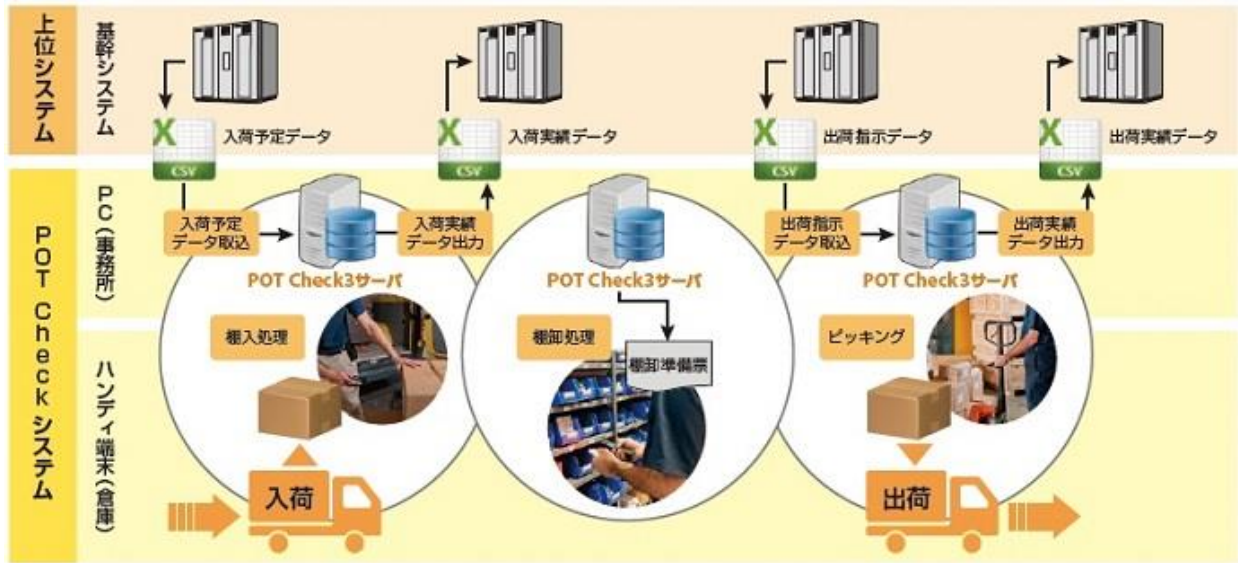 上位システム
基幹システム
入荷予定データ
入荷実績データ
出荷指示データ
出荷実績データ
X
CSV
X
CSV
X
CSV
X
CSV
POT Checkシステム
PC(事務所)
入荷予定
データ取込
入荷実績
データ出力
出荷指示
データ取込
出荷実績
データ出力
POT Check3サーバ
POT Check3サーバ
POT Check3サーバ
ハンディ端末(倉庫)
棚入処理
棚卸処理
棚卸準備票
ピッキング
入荷
出荷